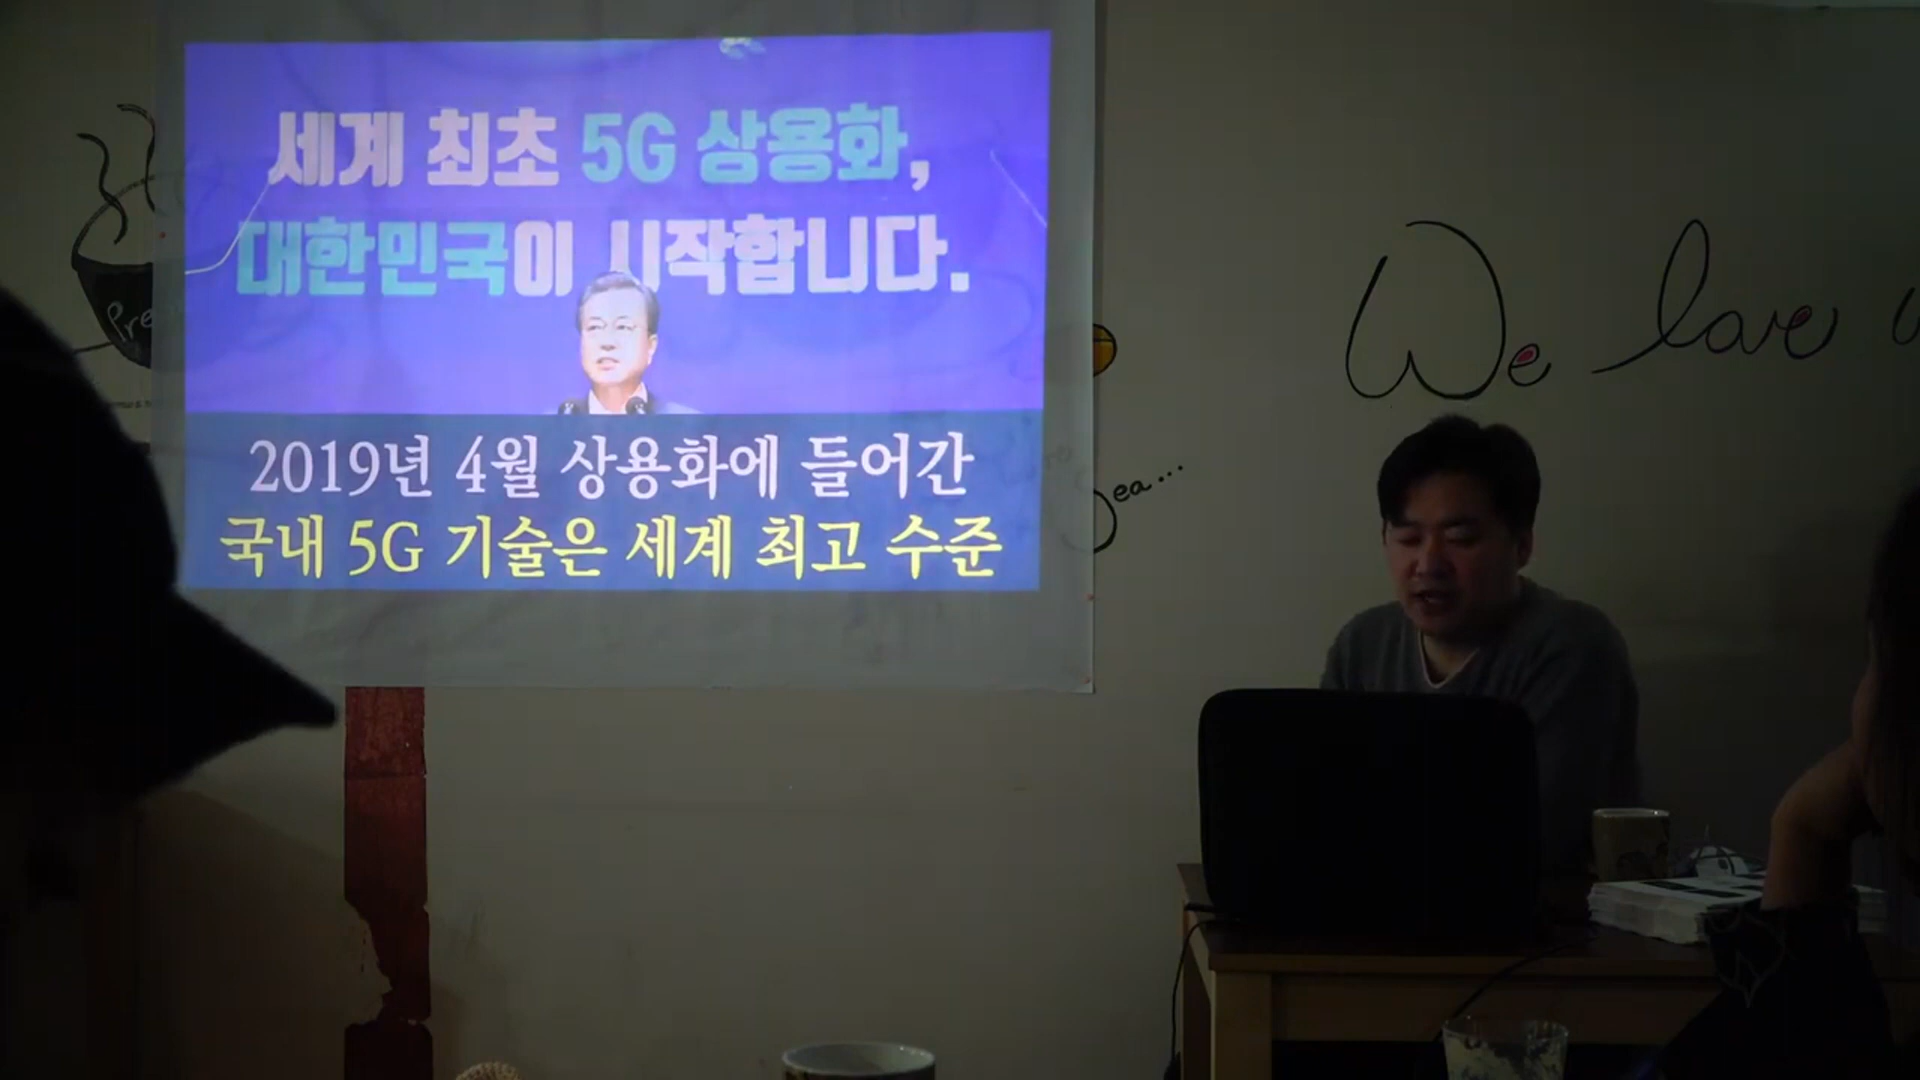 세계 최초 5G 상용화,
대한민국이 시작합니다.
2019년 4월 상용화에 들어간
국내 5G 기술은 세계 최고 수준
We love